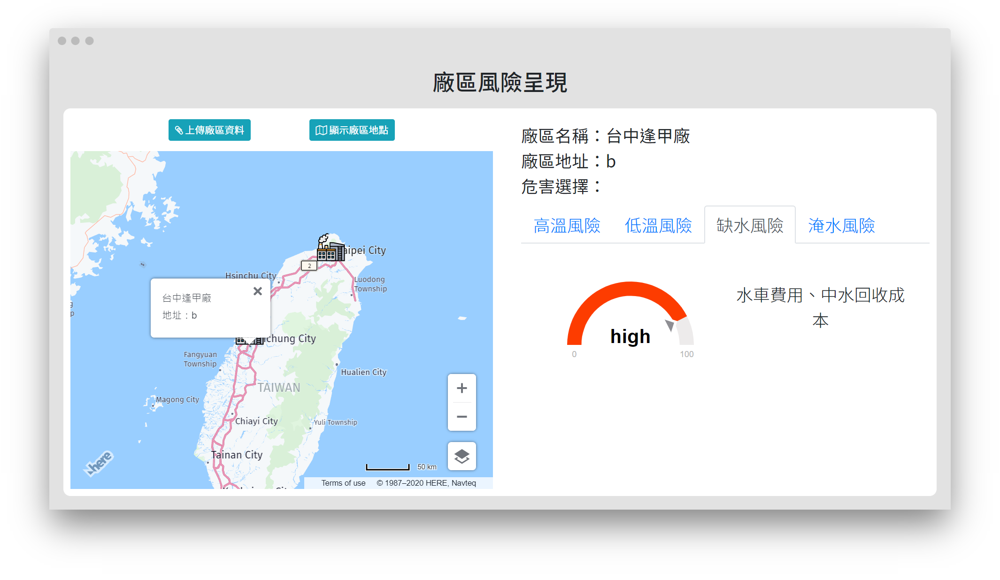 廠區風險呈現
上傳廠區資料
顯示廠區地點
aipei City
2
Hsinchu City
Luodong
Township
台中逢甲廠
地址：b
chung City
Fangyuan
Township
Hualien City
TAIWAN
Magong City
Chiayi City
Yuli Township
Tainan City
here
50 km
Terms of use
© 1987–2020 HERE, Navteq
廠區名稱：台中逢甲廠
廠區地址：b
危害選擇：
高溫風險
低溫風險
缺水風險
淹水風險
high
0
100
水車費用、中水回收成
本